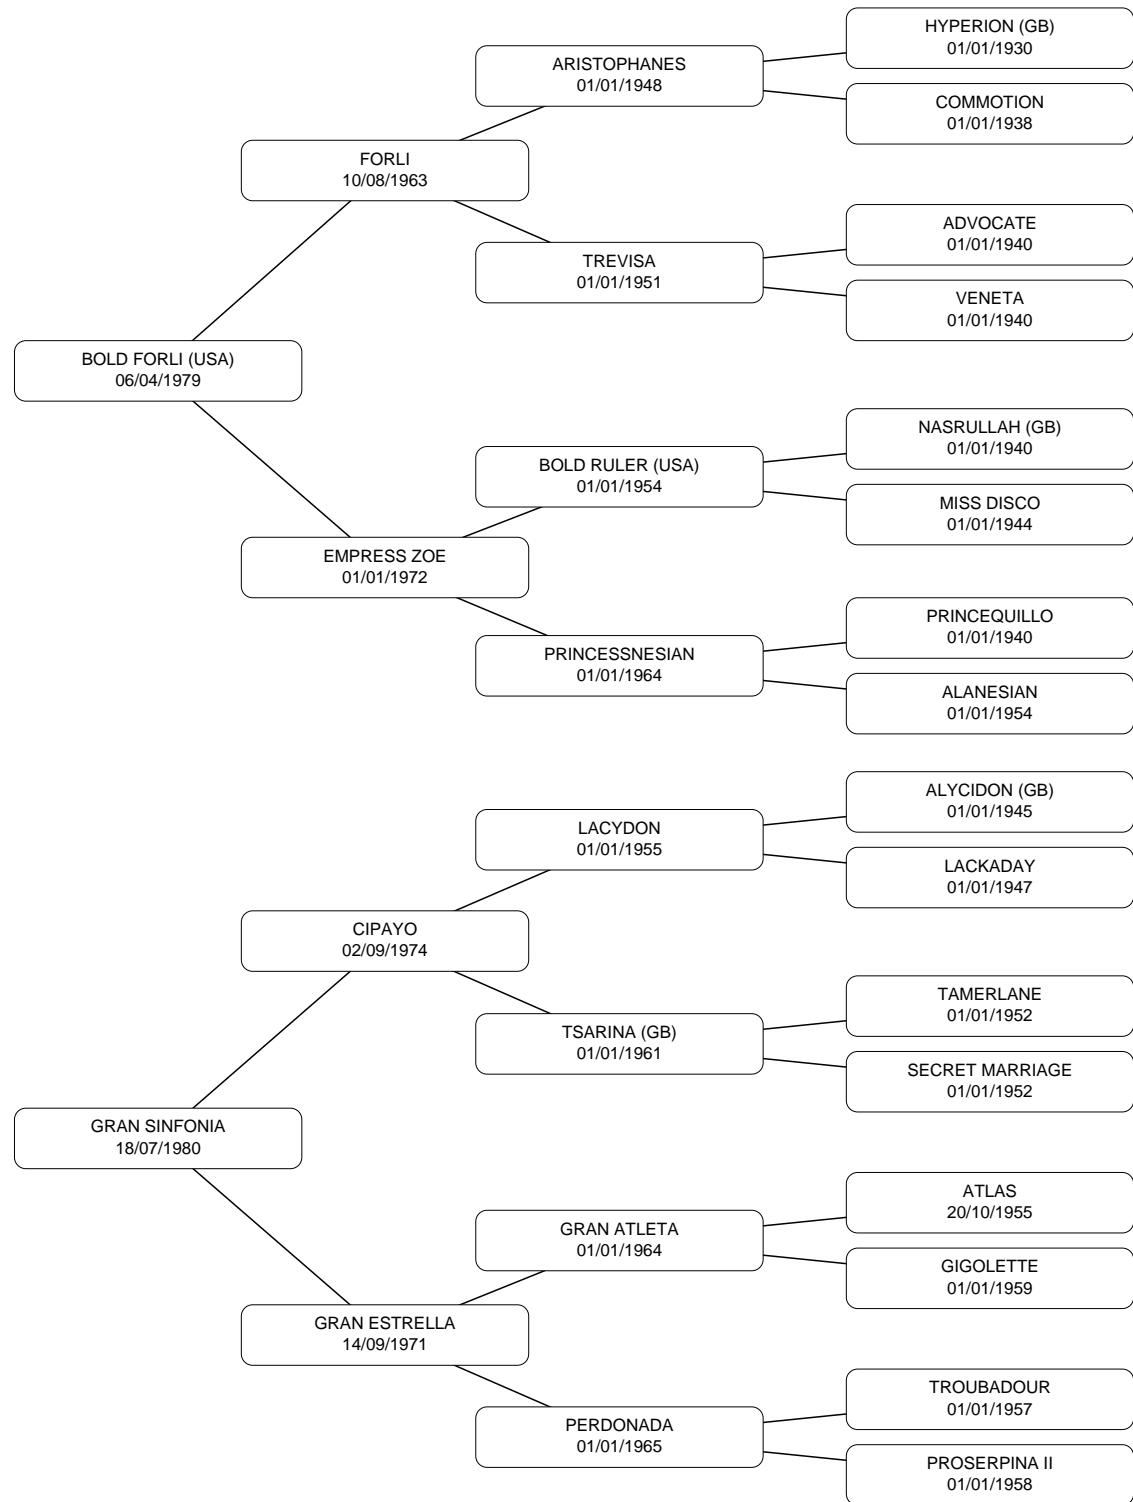 HYPERION (GB)
01/01/1930
ARISTOPHANES
01/01/1948
COMMOTION
01/01/1938
FORLI
10/08/1963
ADVOCATE
01/01/1940
TREVISA
01/01/1951
VENETA
01/01/1940
BOLD FORLI (USA)
06/04/1979
NASRULLAH (GB)
01/01/1940
BOLD RULER (USA)
01/01/1954
MISS DISCO
01/01/1944
EMPRESS ZOE
01/01/1972
PRINCEQUILLO
01/01/1940
PRINCESSNESIAN
01/01/1964
ALANESIAN
01/01/1954
ALYCIDON (GB)
01/01/1945
LACYDON
01/01/1955
LACKADAY
01/01/1947
CIPAYO
02/09/1974
TAMERLANE
01/01/1952
TSARINA (GB)
01/01/1961
SECRET MARRIAGE
01/01/1952
GRAN SINFONIA
18/07/1980
ATLAS
20/10/1955
GRAN ATLETA
01/01/1964
GIGOLETTE
01/01/1959
GRAN ESTRELLA
14/09/1971
TROUBADOUR
01/01/1957
PERDONADA
01/01/1965
PROSERPINA II
01/01/1958